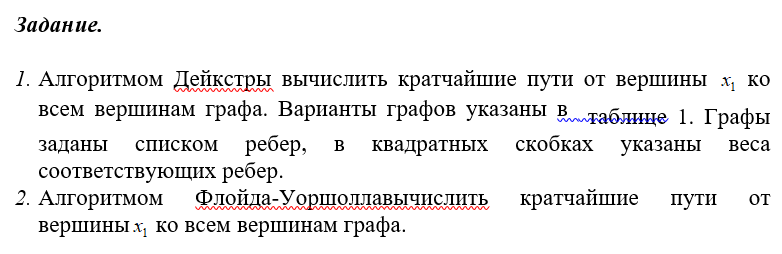 Задание.
1. Алгоритмом Дейкстры вычислить кратчайшие пути от вершины x₁ ко
всем вершинам графа. Варианты графов указаны в таблице 1. Графы
заданы списком ребер, в квадратных скобках указаны веса
соответствующих ребер.
2. Алгоритмом Флойда-Уоршоллавычислить кратчайшие пути от
вершины x₁ ко всем вершинам графа.